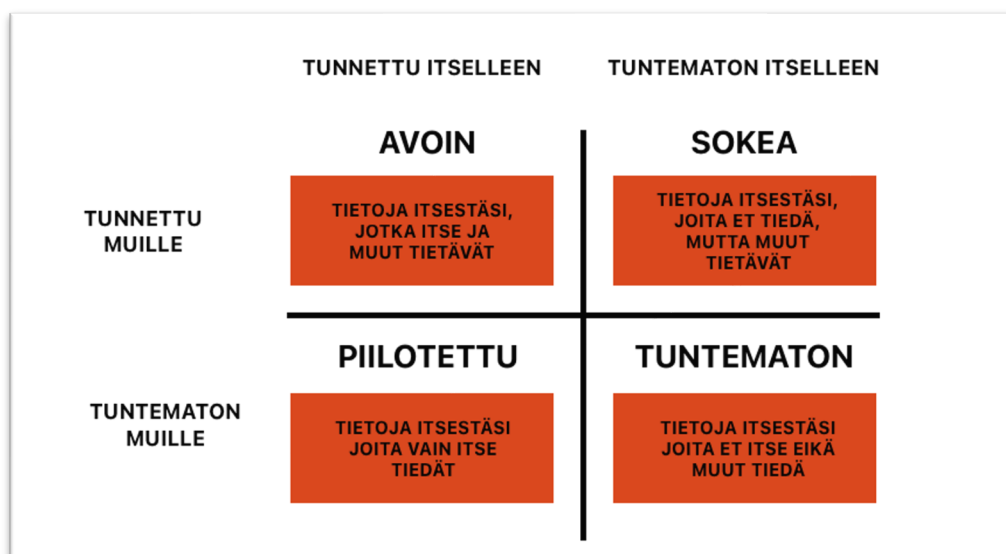 TUNNETTU ITSELLEEN
TUNTEMATON ITSELLEEN
AVOIN
SOKEA
TUNNETTU
MUILLE
TIETOJA ITSESTÄSI,
JOTKA ITSE JA
MUUT TIETÄVÄT
TIETOJA ITSESTÄSI,
JOITA ET TIEDÄ,
MUTTA MUUT
TIETÄVÄT
PIILOTETTU
TUNTEMATON
TUNTEMATON
MUILLE
TIETOJA ITSESTÄSI
JOITA VAIN ITSE
TIEDÄT
TIETOJA ITSESTÄSI
JOITA ET ITSE EIKÄ
MUUT TIEDÄ